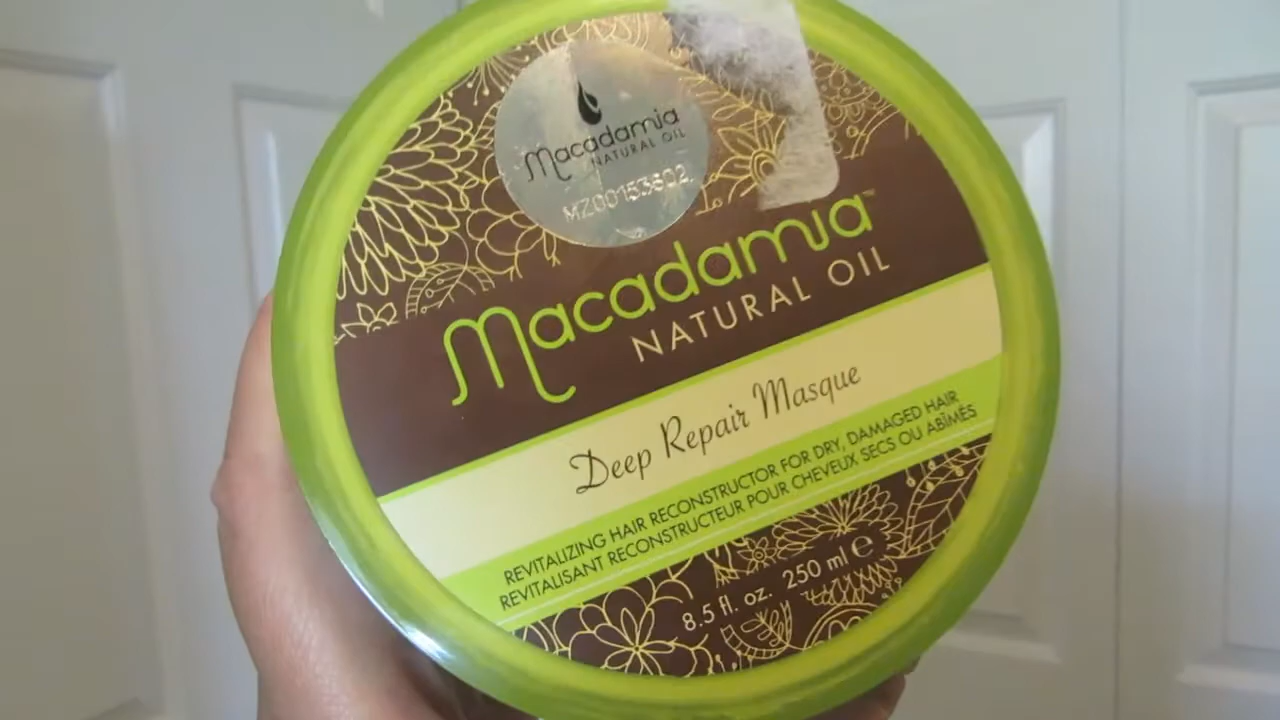 Macadamia
NATURAL OIL
MZ00153602
Macadamia™
NATURAL OIL
Deep Repair Masque
REVITALIZING HAIR RECONSTRUCTOR FOR DRY, DAMAGED HAIR
REVITALISANT RECONSTRUCTEUR POUR CHEVEUX SECS OU ABÎMÉS
8.5 fl. oz. 250 ml ℮